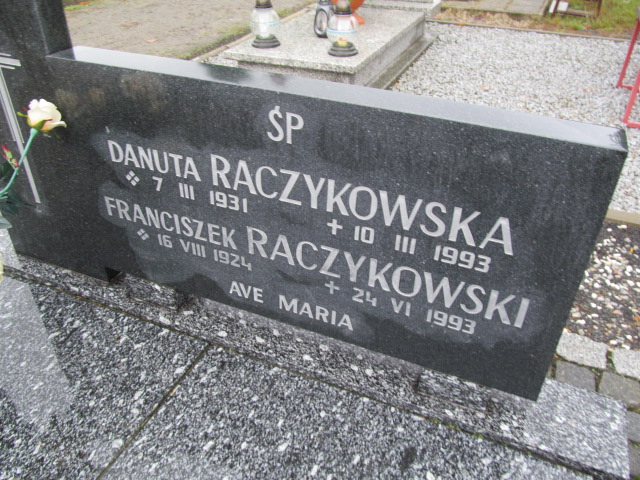 ŚP
DANUTA RACZYKOWSKA
7 III 1931 + 10 III 1993
FRANCISZEK RACZYKOWSKI
16 VIII 1924 + 24 VI 1993
AVE MARIA